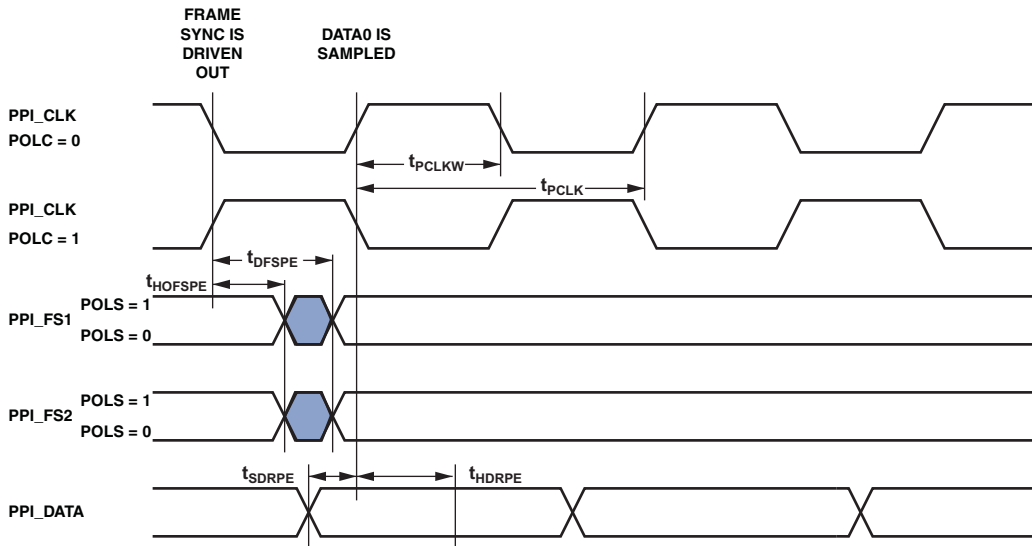 FRAME
SYNC IS
DRIVEN
OUT
DATA0 IS
SAMPLED
PPI_CLK
POLC = 0
tPCLKW
tPCLK
PPI_CLK
POLC = 1
tDFSPE
tHOFSPE
POLS = 1
PPI_FS1
POLS = 0
POLS = 1
PPI_FS2
POLS = 0
tSDRPE
tHDRPE
PPI_DATA